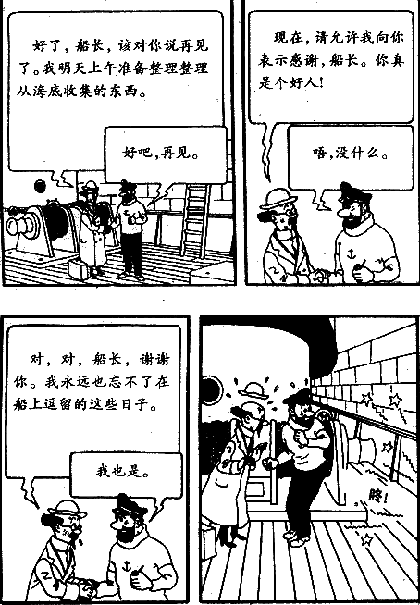 好了，船长，该对你说再见
了。我明天上午准备整理整理
从海底收集的东西。
好吧，再见。
现在，请允许我向你
表示感谢，船长。你真
是个好人！
唔，没什么。
对，对，船长，谢谢
你。我永远也忘不了在
船上逗留的这些日子。
我也是。